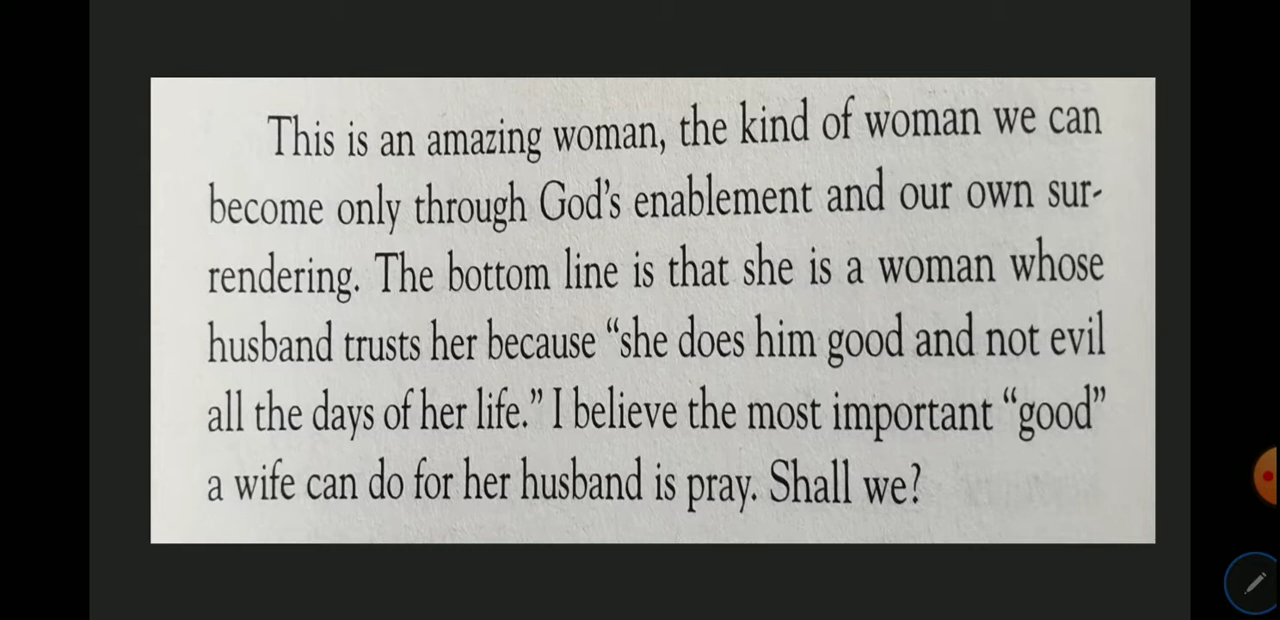 This is an amazing woman, the kind of woman we can
become only through God's enablement and our own sur-
rendering. The bottom line is that she is a woman whose
husband trusts her because “she does him good and not evil
all the days of her life.” I believe the most important “good”
a wife can do for her husband is pray. Shall we?